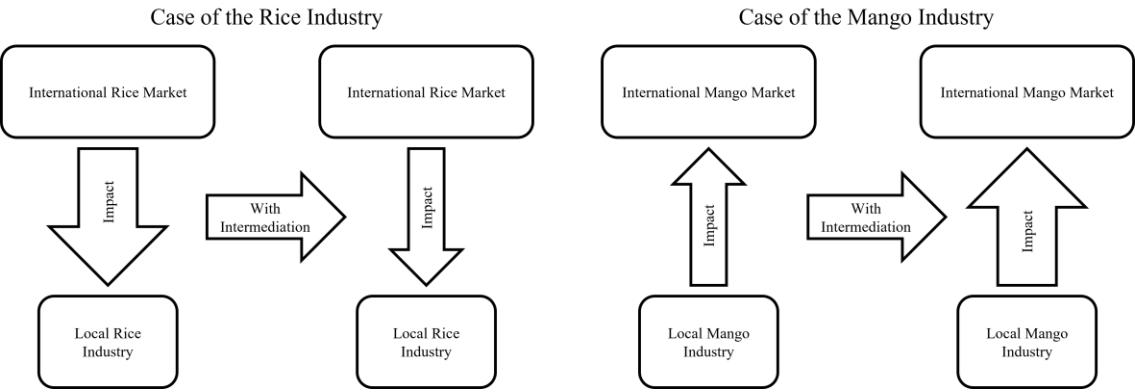 Case of the Rice Industry
International Rice Market
International Rice Market
Impact
With
Intermediation
Impact
Local Rice
Industry
Local Rice
Industry
Case of the Mango Industry
International Mango Market
International Mango Market
Impact
With
Intermediation
Impact
Local Mango
Industry
Local Mango
Industry